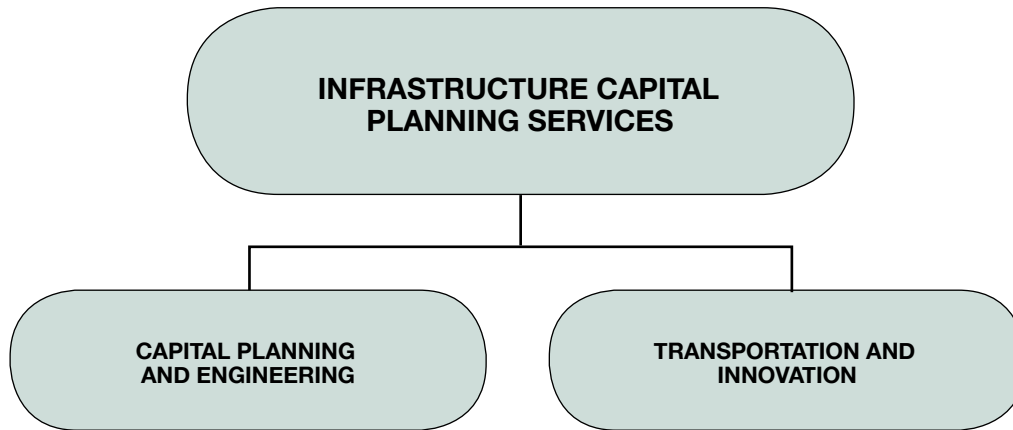 INFRASTRUCTURE CAPITAL
PLANNING SERVICES
CAPITAL PLANNING
AND ENGINEERING
TRANSPORTATION AND
INNOVATION